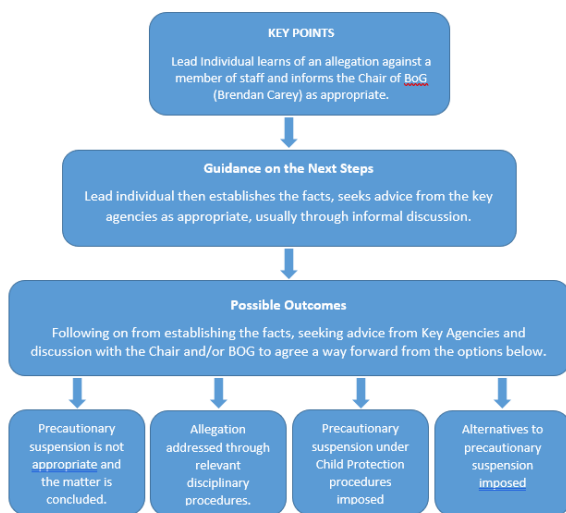 KEY POINTS
Lead Individual learns of an allegation against a
member of staff and informs the Chair of BoG
(Brendan Carey) as appropriate.
Guidance on the Next Steps
Lead individual then establishes the facts, seeks advice from the key
agencies as appropriate, usually through informal discussion.
Possible Outcomes
Following on from establishing the facts, seeking advice from Key Agencies and
discussion with the Chair and/or BOG to agree a way forward from the options below.
Precautionary
suspension is not
appropriate and
the matter is
concluded.
Allegation
addressed through
relevant
disciplinary
procedures.
Precautionary
suspension under
Child Protection
procedures
imposed
Alternatives to
precautionary
suspension
imposed